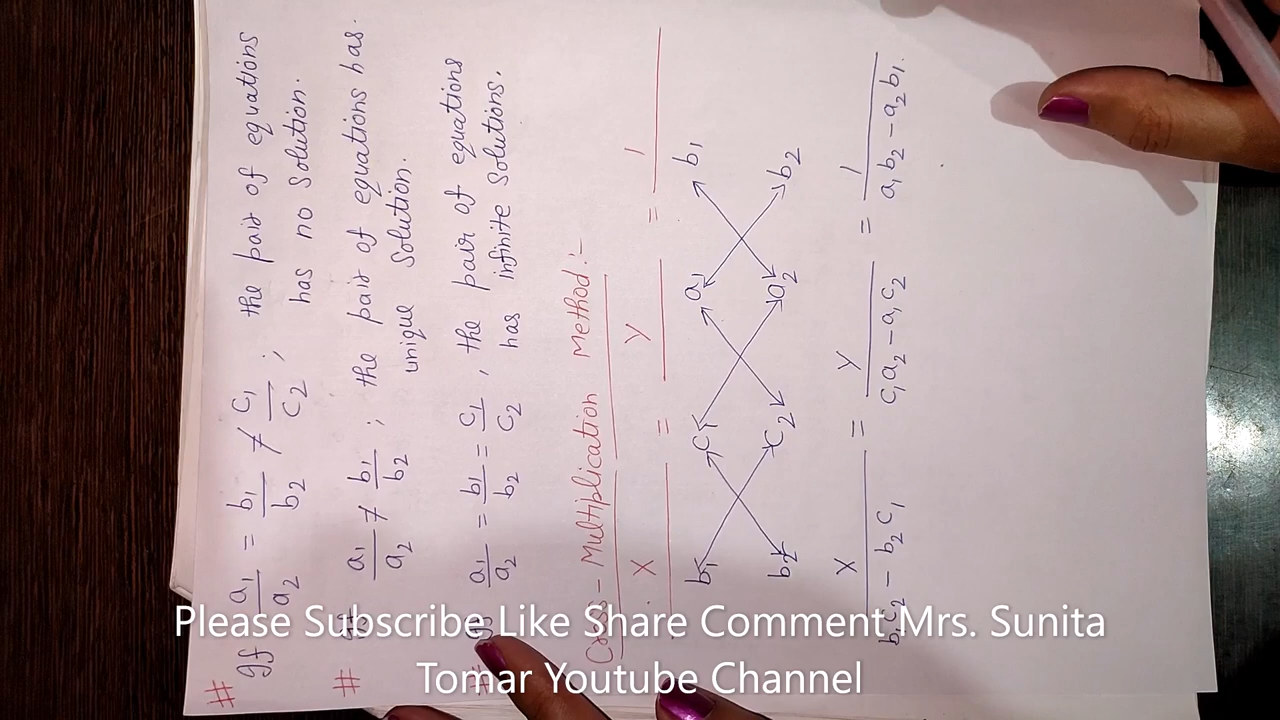 # If a₁/a₂ = b₁/b₂ ≠ c₁/c₂ ; the pair of equations
has no solution.
# If a₁/a₂ ≠ b₁/b₂ ; the pair of equations has
unique solution.
# If a₁/a₂ = b₁/b₂ = c₁/c₂ , the pair of equations
has infinite solutions.
Cross-Multiplication Method:-
x = y = 1
b₁ c₁ a₁ b₁
b₂ c₂ a₂ b₂
x/(b₁c₂ - b₂c₁) = y/(c₁a₂ - a₁c₂) = 1/(a₁b₂ - a₂b₁).
Please Subscribe Like Share Comment Mrs. Sunita
Tomar Youtube Channel